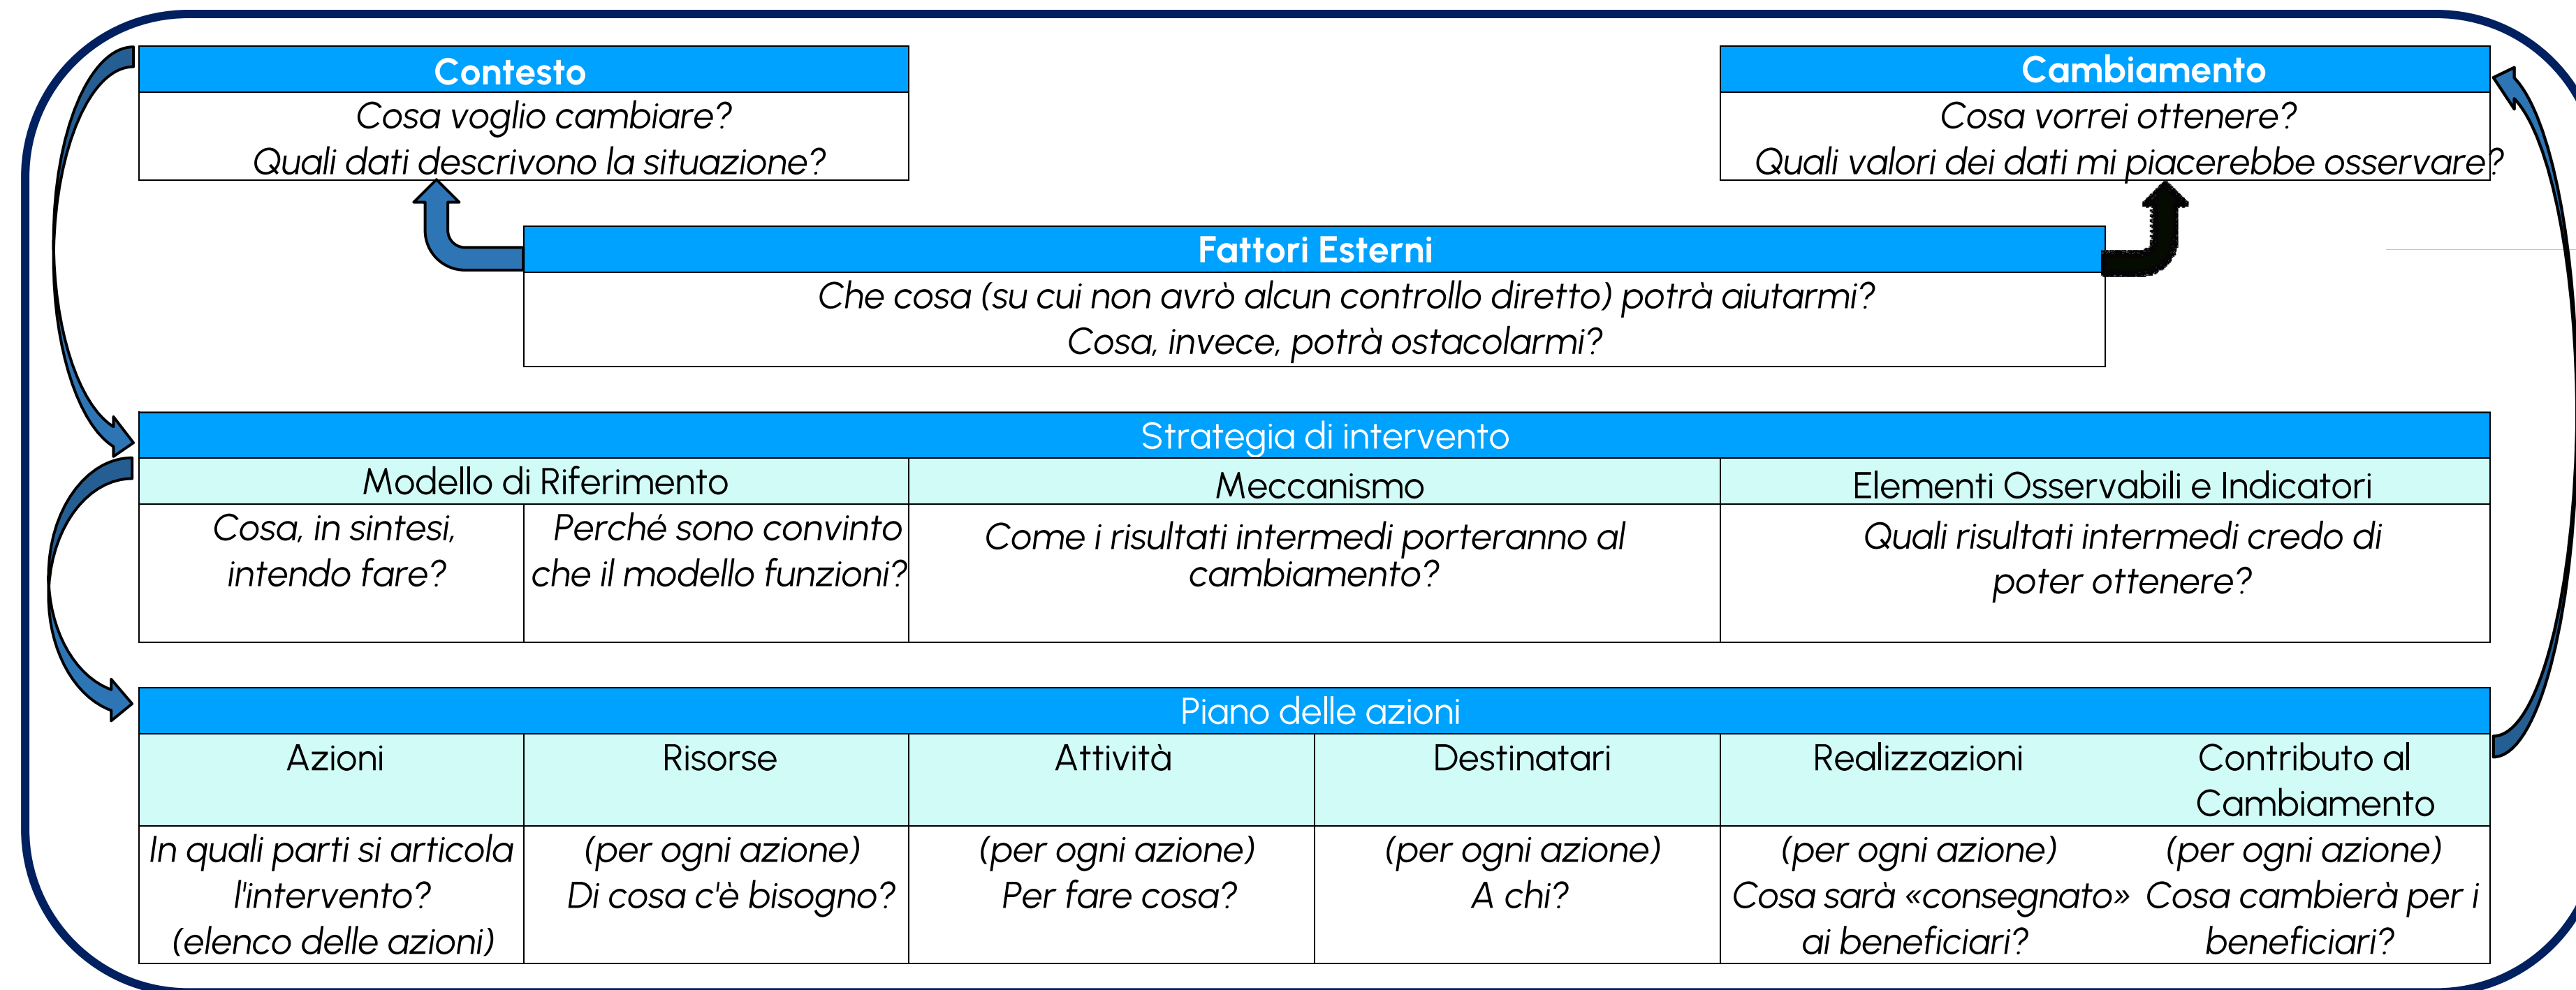 Contesto
Cosa voglio cambiare?
Quali dati descrivono la situazione?
Cambiamento
Cosa vorrei ottenere?
Quali valori dei dati mi piacerebbe osservare?
Fattori Esterni
Che cosa (su cui non avrò alcun controllo diretto) potrà aiutarmi?
Cosa, invece, potrà ostacolarmi?
Strategia di intervento
Modello di Riferimento
Meccanismo
Elementi Osservabili e Indicatori
Cosa, in sintesi,
intendo fare?
Perché sono convinto
che il modello funzioni?
Come i risultati intermedi porteranno al
cambiamento?
Quali risultati intermedi credo di
poter ottenere?
Piano delle azioni
Azioni
Risorse
Attività
Destinatari
Realizzazioni
Contributo al
Cambiamento
In quali parti si articola
l'intervento?
(elenco delle azioni)
(per ogni azione)
Di cosa c'è bisogno?
(per ogni azione)
Per fare cosa?
(per ogni azione)
A chi?
(per ogni azione)
Cosa sarà «consegnato»
ai beneficiari?
(per ogni azione)
Cosa cambierà per i
beneficiari?